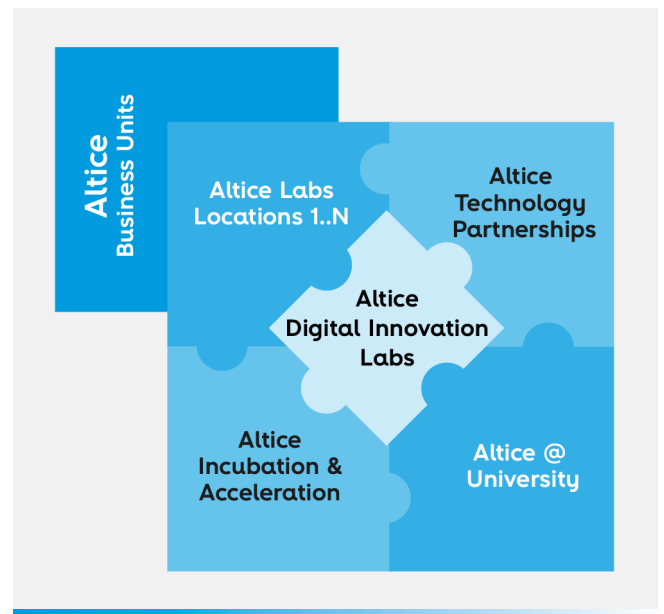 Altice
Business Units
Altice Labs
Locations 1..N
Altice
Technology
Partnerships
Altice
Digital Innovation
Labs
Altice
Incubation &
Acceleration
Altice @
University